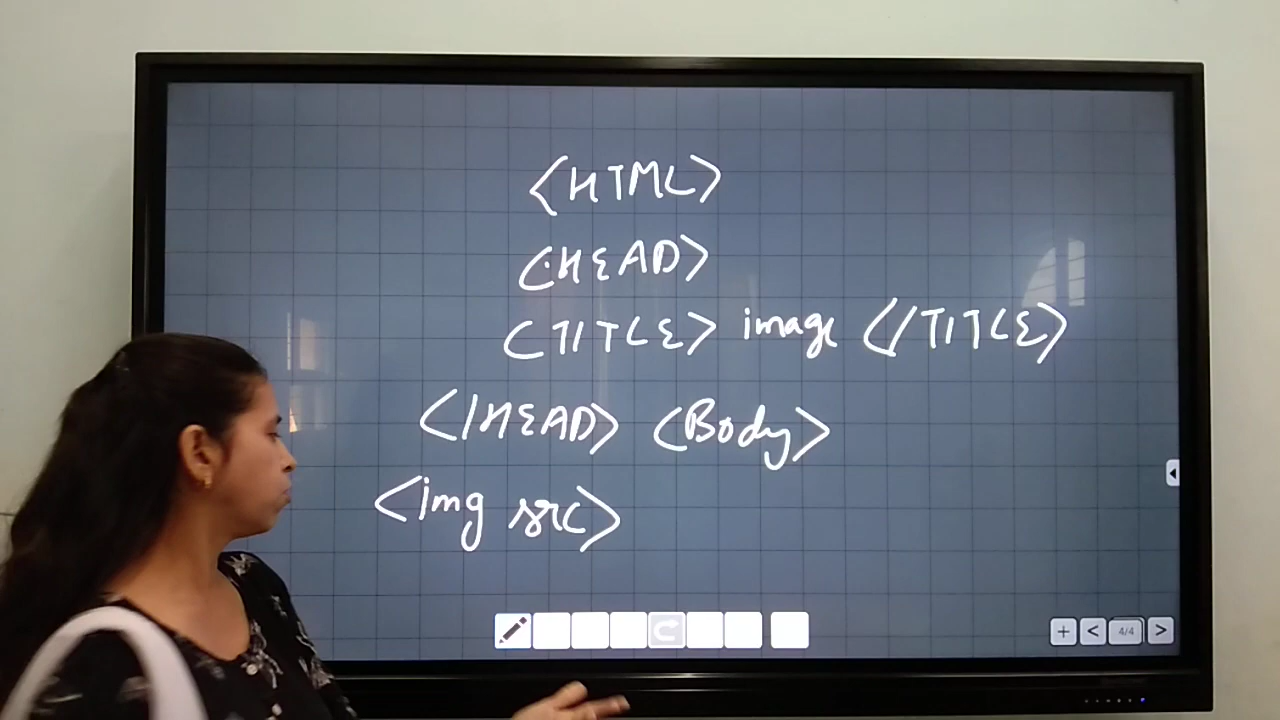 <HTML>
<HEAD>
<TITLE> image </TITLE>
</HEAD> <Body>
<img src>
4/4